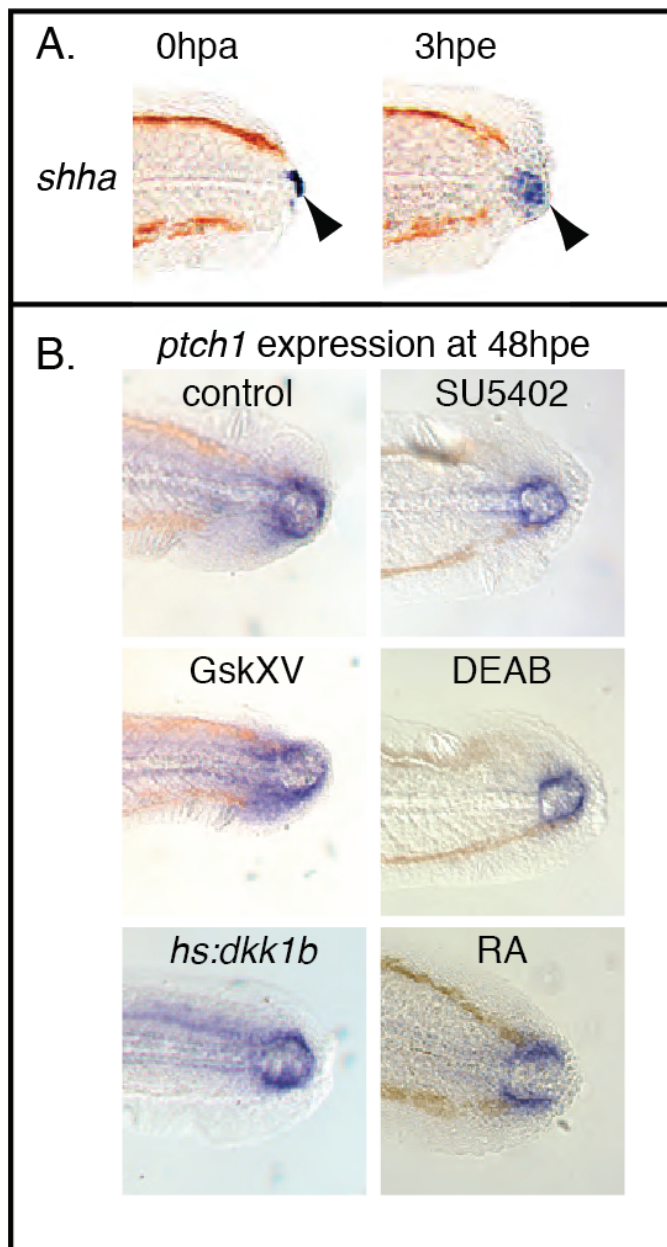 A.
0hpa 3hpe
shha
B.
ptch1 expression at 48hpe
control SU5402
GskXV DEAB
hs:dkk1b RA